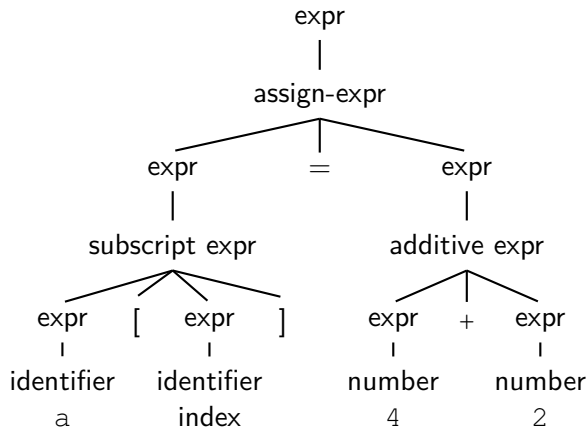 expr
assign-expr
expr = expr
subscript expr additive expr
expr [ expr ] expr + expr
identifier identifier number number
a index 4 2